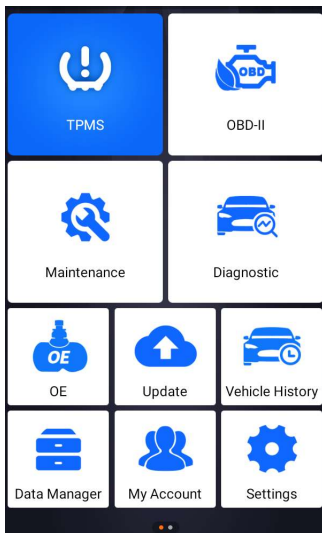 OBD
TPMS
OBD-II
Maintenance
Diagnostic
OE
OE
Update
Vehicle History
Data Manager
My Account
Settings